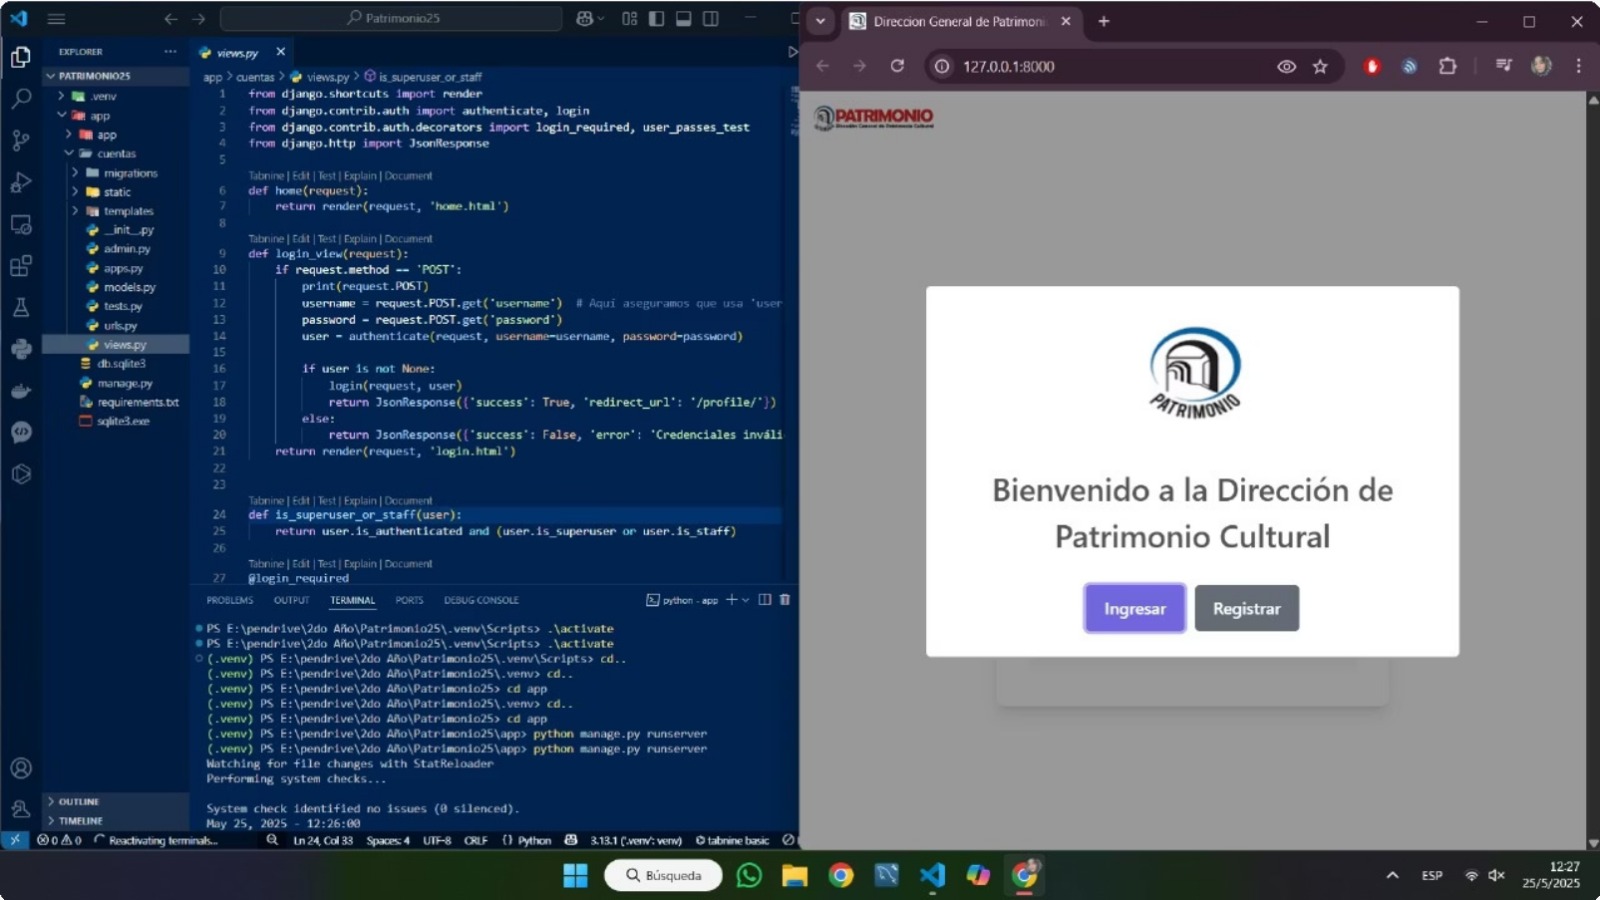 Patrimonio25
EXPLORER
PATRIMONIO25
.venv
app
app
cuentas
migrations
static
templates
__init__.py
admin.py
apps.py
models.py
tests.py
urls.py
views.py
db.sqlite3
manage.py
requirements.txt
sqlite3.exe
OUTLINE
TIMELINE
views.py
app > cuentas > views.py > is_superuser_or_staff
1 from django.shortcuts import render
2 from django.contrib.auth import authenticate, login
3 from django.contrib.auth.decorators import login_required, user_passes_test
4 from django.http import JsonResponse
5
Tabnine | Edit | Test | Explain | Document
6 def home(request):
7 return render(request, 'home.html')
8
Tabnine | Edit | Test | Explain | Document
9 def login_view(request):
10 if request.method == 'POST':
11 print(request.POST)
12 username = request.POST.get('username') # Aquí aseguramos que usa 'user
13 password = request.POST.get('password')
14 user = authenticate(request, username=username, password=password)
15
16 if user is not None:
17 login(request, user)
18 return JsonResponse({'success': True, 'redirect_url': '/profile/'})
19 else:
20 return JsonResponse({'success': False, 'error': 'Credenciales inváli
21 return render(request, 'login.html')
22
23
Tabnine | Edit | Test | Explain | Document
24 def is_superuser_or_staff(user):
25 return user.is_authenticated and (user.is_superuser or user.is_staff)
26
Tabnine | Edit | Test | Explain | Document
27 @login_required
PROBLEMS OUTPUT TERMINAL PORTS DEBUG CONSOLE python - app
PS E:\pendrive\2do Año\Patrimonio25\.venv\Scripts> .\activate
PS E:\pendrive\2do Año\Patrimonio25\.venv\Scripts> .\activate
(.venv) PS E:\pendrive\2do Año\Patrimonio25\.venv\Scripts> cd..
(.venv) PS E:\pendrive\2do Año\Patrimonio25\.venv> cd..
(.venv) PS E:\pendrive\2do Año\Patrimonio25> cd app
(.venv) PS E:\pendrive\2do Año\Patrimonio25\.venv> cd..
(.venv) PS E:\pendrive\2do Año\Patrimonio25> cd app
(.venv) PS E:\pendrive\2do Año\Patrimonio25\app> python manage.py runserver
(.venv) PS E:\pendrive\2do Año\Patrimonio25\app> python manage.py runserver
Watching for file changes with StatReloader
Performing system checks...
System check identified no issues (0 silenced).
May 25, 2025 - 12:26:00
0 0 Reactivating terminals... Ln 24, Col 33 Spaces: 4 UTF-8 CRLF {} Python 3.13.1 ('.venv': venv) tabnine basic
Direccion General de Patrimoni
127.0.0.1:8000
PATRIMONIO
Dirección General de Patrimonio Cultural
PATRIMONIO
Bienvenido a la Dirección de
Patrimonio Cultural
Ingresar Registrar
Búsqueda
ESP
12:27
25/5/2025